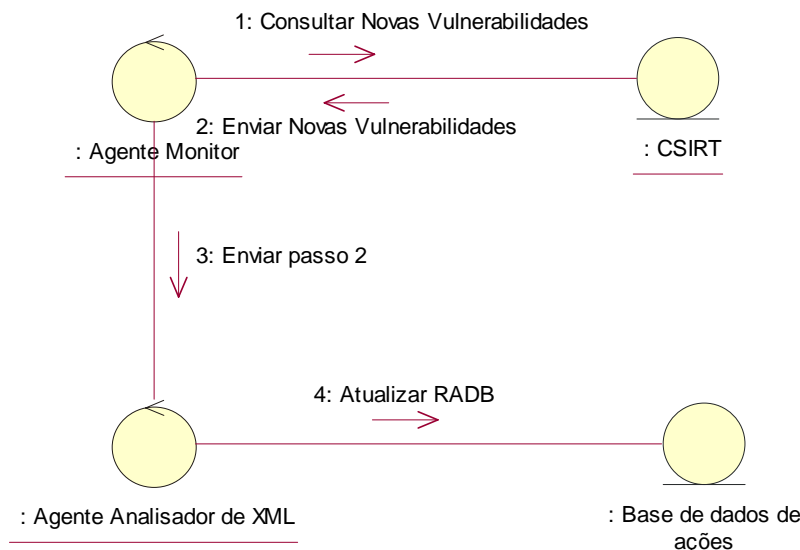 1: Consultar Novas Vulnerabilidades
2: Enviar Novas Vulnerabilidades
: Agente Monitor
: CSIRT
3: Enviar passo 2
4: Atualizar RADB
: Agente Analisador de XML
: Base de dados de
ações